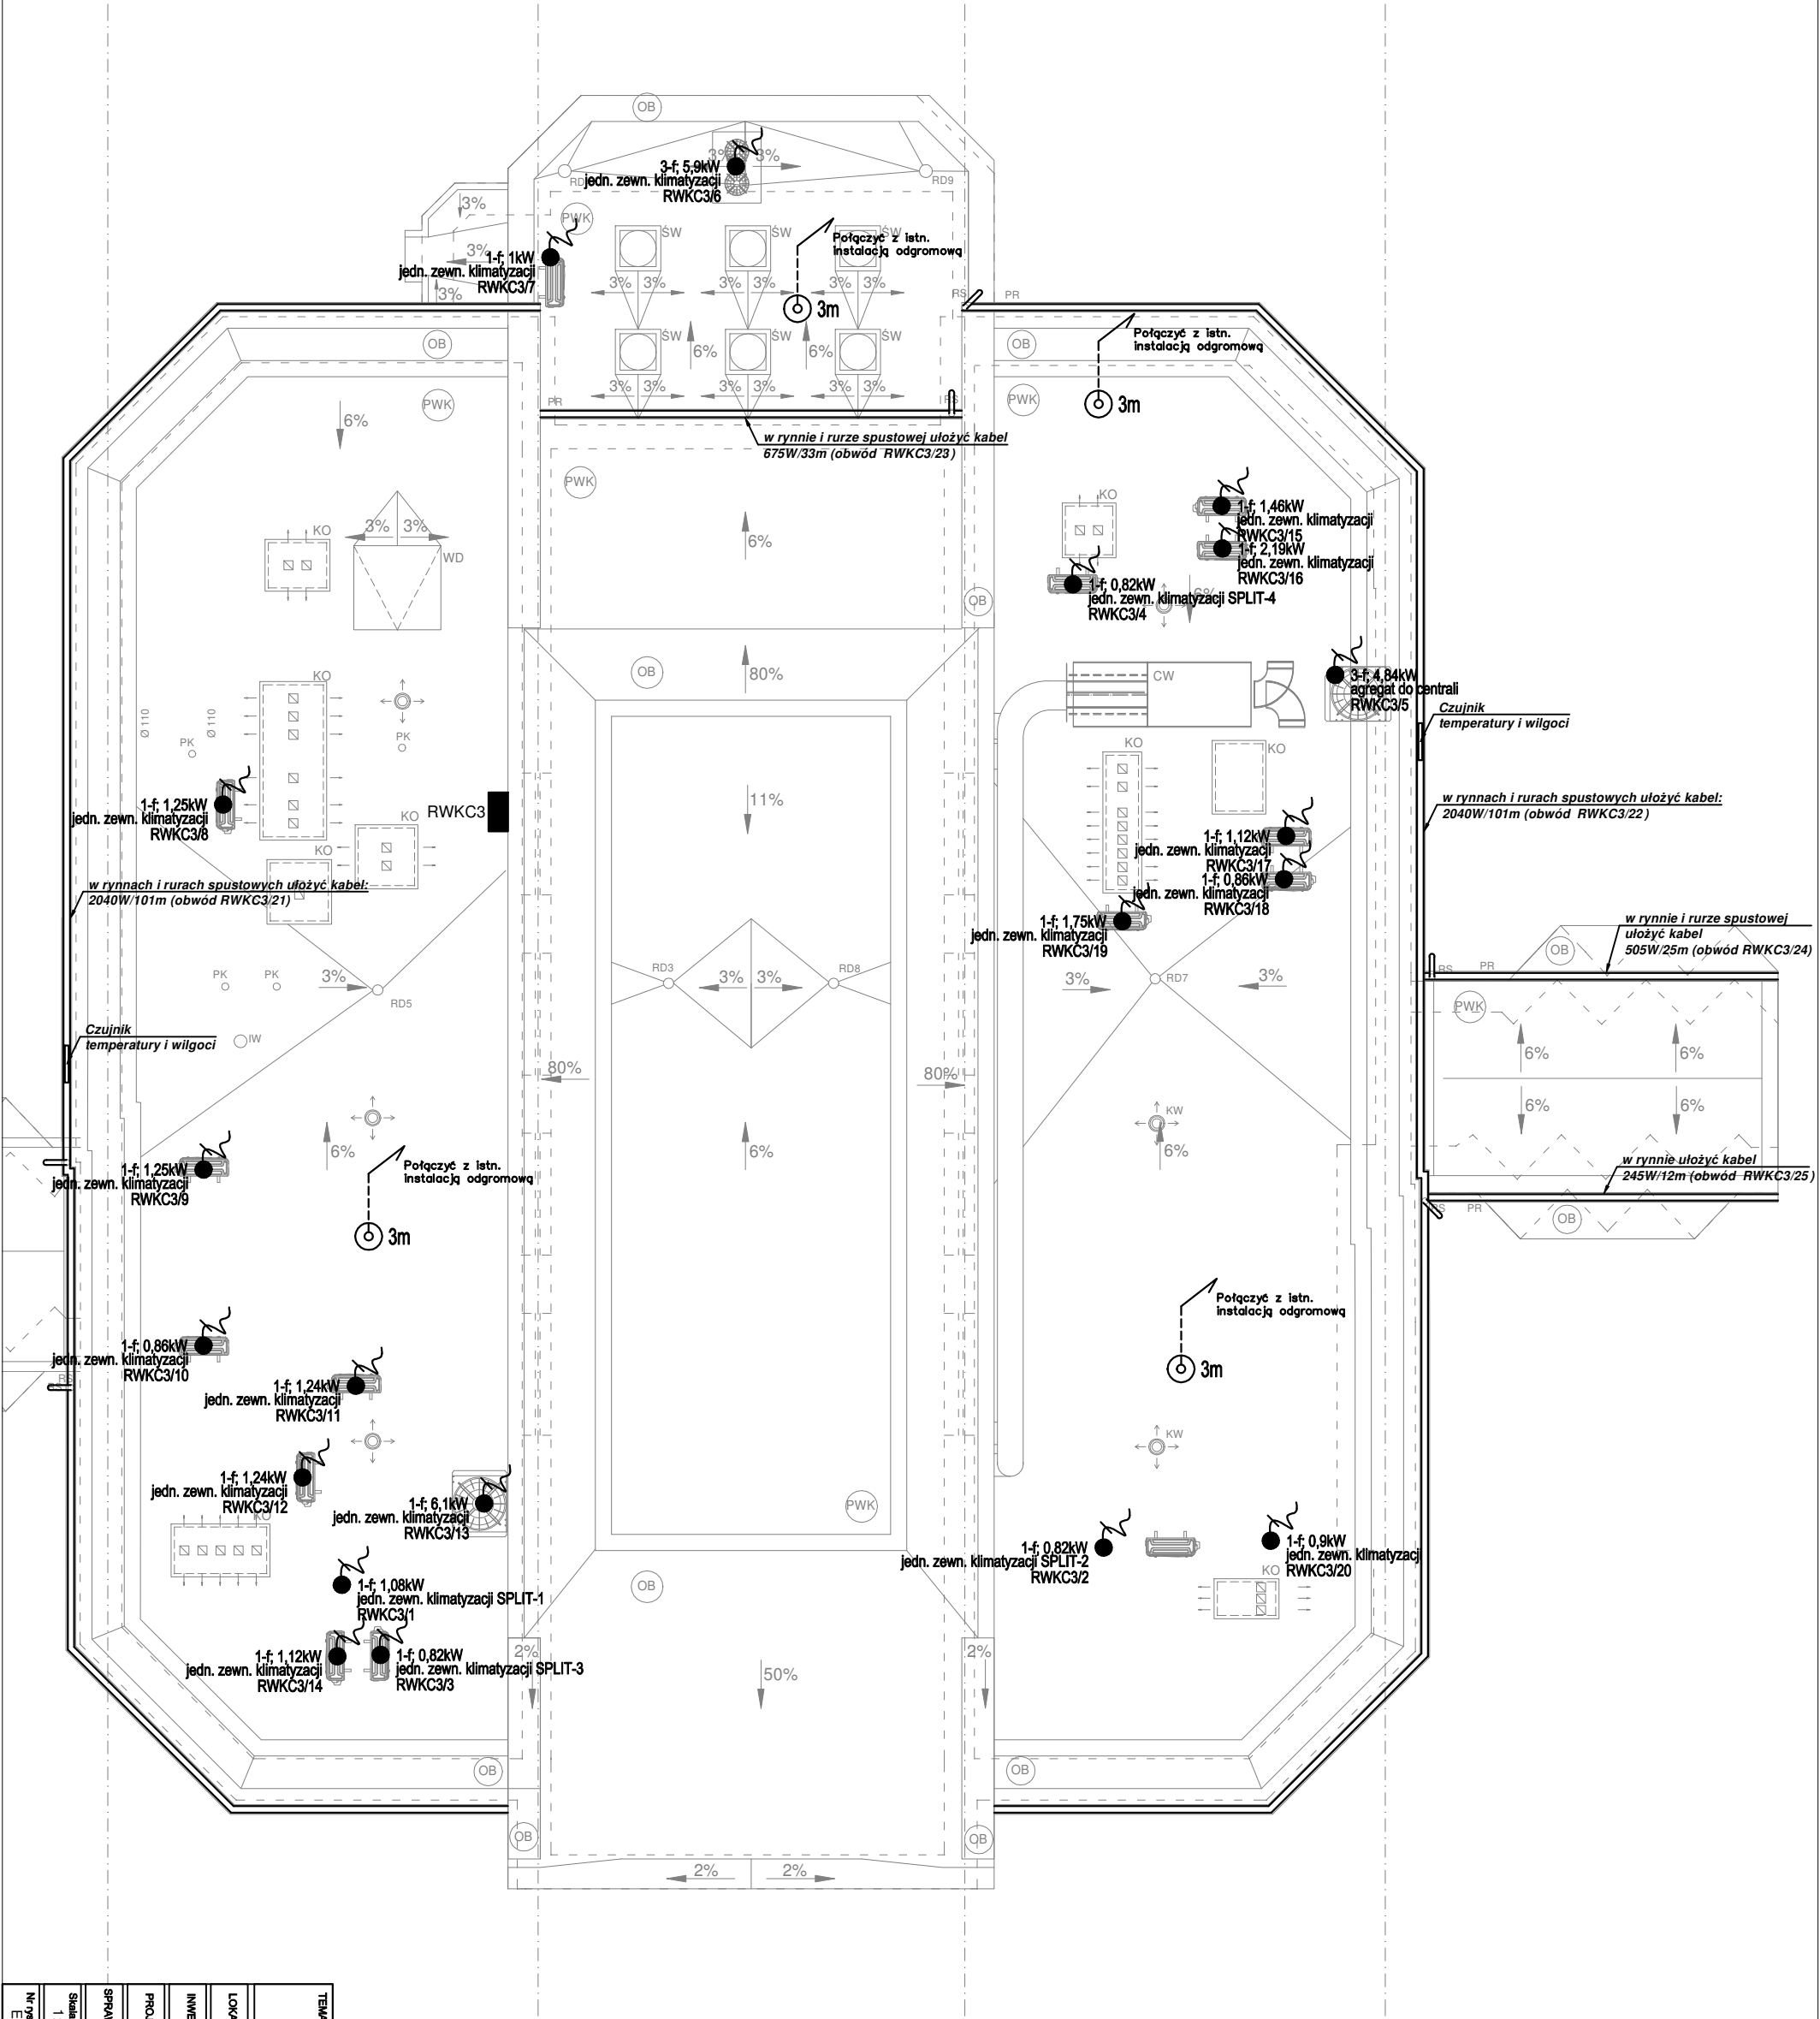 OB
3% 3%
3-f; 5,9kW
jedn. zewn. klimatyzacji
RWKC3/6
RD
RD9
3%
PWK
3%
3%
1-f; 1kW
jedn. zewn. klimatyzacji
RWKC3/7
ŚW ŚW ŚW
Połączyć z istn.
instalacją odgromową
3% 3% 3% 3% 3% 3%
3m
RS PR
ŚW ŚW ŚW
6% 6%
3% 3% 3% 3% 3% 3%
PR RS
OB
OB
Połączyć z istn.
instalacją odgromową
3m
PWK
PWK
6%
w rynnie i rurze spustowej ułożyć kabel
675W/33m (obwód RWKC3/23)
PWK
6%
KO
3% 3%
WD
KO
1-f; 1,46kW
jedn. zewn. klimatyzacji
RWKC3/15
1-f; 2,19kW
jedn. zewn. klimatyzacji
RWKC3/16
1-f; 0,82kW
jedn. zewn. klimatyzacji SPLIT-4
RWKC3/4
6%
OB
OB
80%
KO
CW
3-f; 4,84kW
agregat do centrali
RWKC3/5
Czujnik
temperatury i wilgoci
Ø 110
Ø 110
PK
PK
KO
KO
1-f; 1,25kW
jedn. zewn. klimatyzacji
RWKC3/8
RWKC3
11%
w rynnach i rurach spustowych ułożyć kabel:
2040W/101m (obwód RWKC3/22)
KO
KO
1-f; 1,12kW
jedn. zewn. klimatyzacji
RWKC3/17
1-f; 0,86kW
jedn. zewn. klimatyzacji
RWKC3/18
w rynnach i rurach spustowych ułożyć kabel:
2040W/101m (obwód RWKC3/21)
1-f; 1,75kW
jedn. zewn. klimatyzacji
RWKC3/19
w rynnie i rurze spustowej
ułożyć kabel
505W/25m (obwód RWKC3/24)
OB
PK PK
3%
RD5
RD3
3% 3%
RD8
3%
RD7
3%
RS PR
PWK
IW
Czujnik
temperatury i wilgoci
80%
80%
6% 6%
6% 6%
KW
6%
6%
6%
1-f; 1,25kW
jedn. zewn. klimatyzacji
RWKC3/9
Połączyć z istn.
instalacją odgromową
3m
w rynnie ułożyć kabel
245W/12m (obwód RWKC3/25)
RS PR
OB
Połączyć z istn.
instalacją odgromową
3m
1-f; 0,86kW
jedn. zewn. klimatyzacji
RWKC3/10
RS
1-f; 1,24kW
jedn. zewn. klimatyzacji
RWKC3/11
KW
1-f; 1,24kW
jedn. zewn. klimatyzacji
RWKC3/12
KO
1-f; 6,1kW
jedn. zewn. klimatyzacji
RWKC3/13
PWK
1-f; 0,82kW
jedn. zewn. klimatyzacji SPLIT-2
RWKC3/2
1-f; 0,9kW
jedn. zewn. klimatyzacji
RWKC3/20
KO
1-f; 1,08kW
jedn. zewn. klimatyzacji SPLIT-1
RWKC3/1
OB
1-f; 1,12kW
jedn. zewn. klimatyzacji
RWKC3/14
1-f; 0,82kW
jedn. zewn. klimatyzacji SPLIT-3
RWKC3/3
2%
50%
2%
OB
OB
OB
OB
2% 2%
TEMA
LOKA
INWE
PROJ
SPRA
Skala
1
Nr rys
E